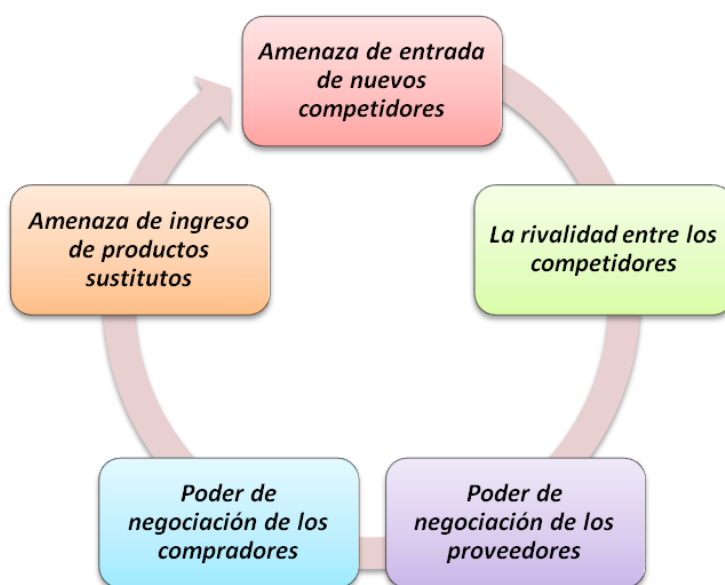 Amenaza de entrada
de nuevos
competidores
La rivalidad entre los
competidores
Poder de
negociación de los
proveedores
Poder de
negociación de los
compradores
Amenaza de ingreso
de productos
sustitutos